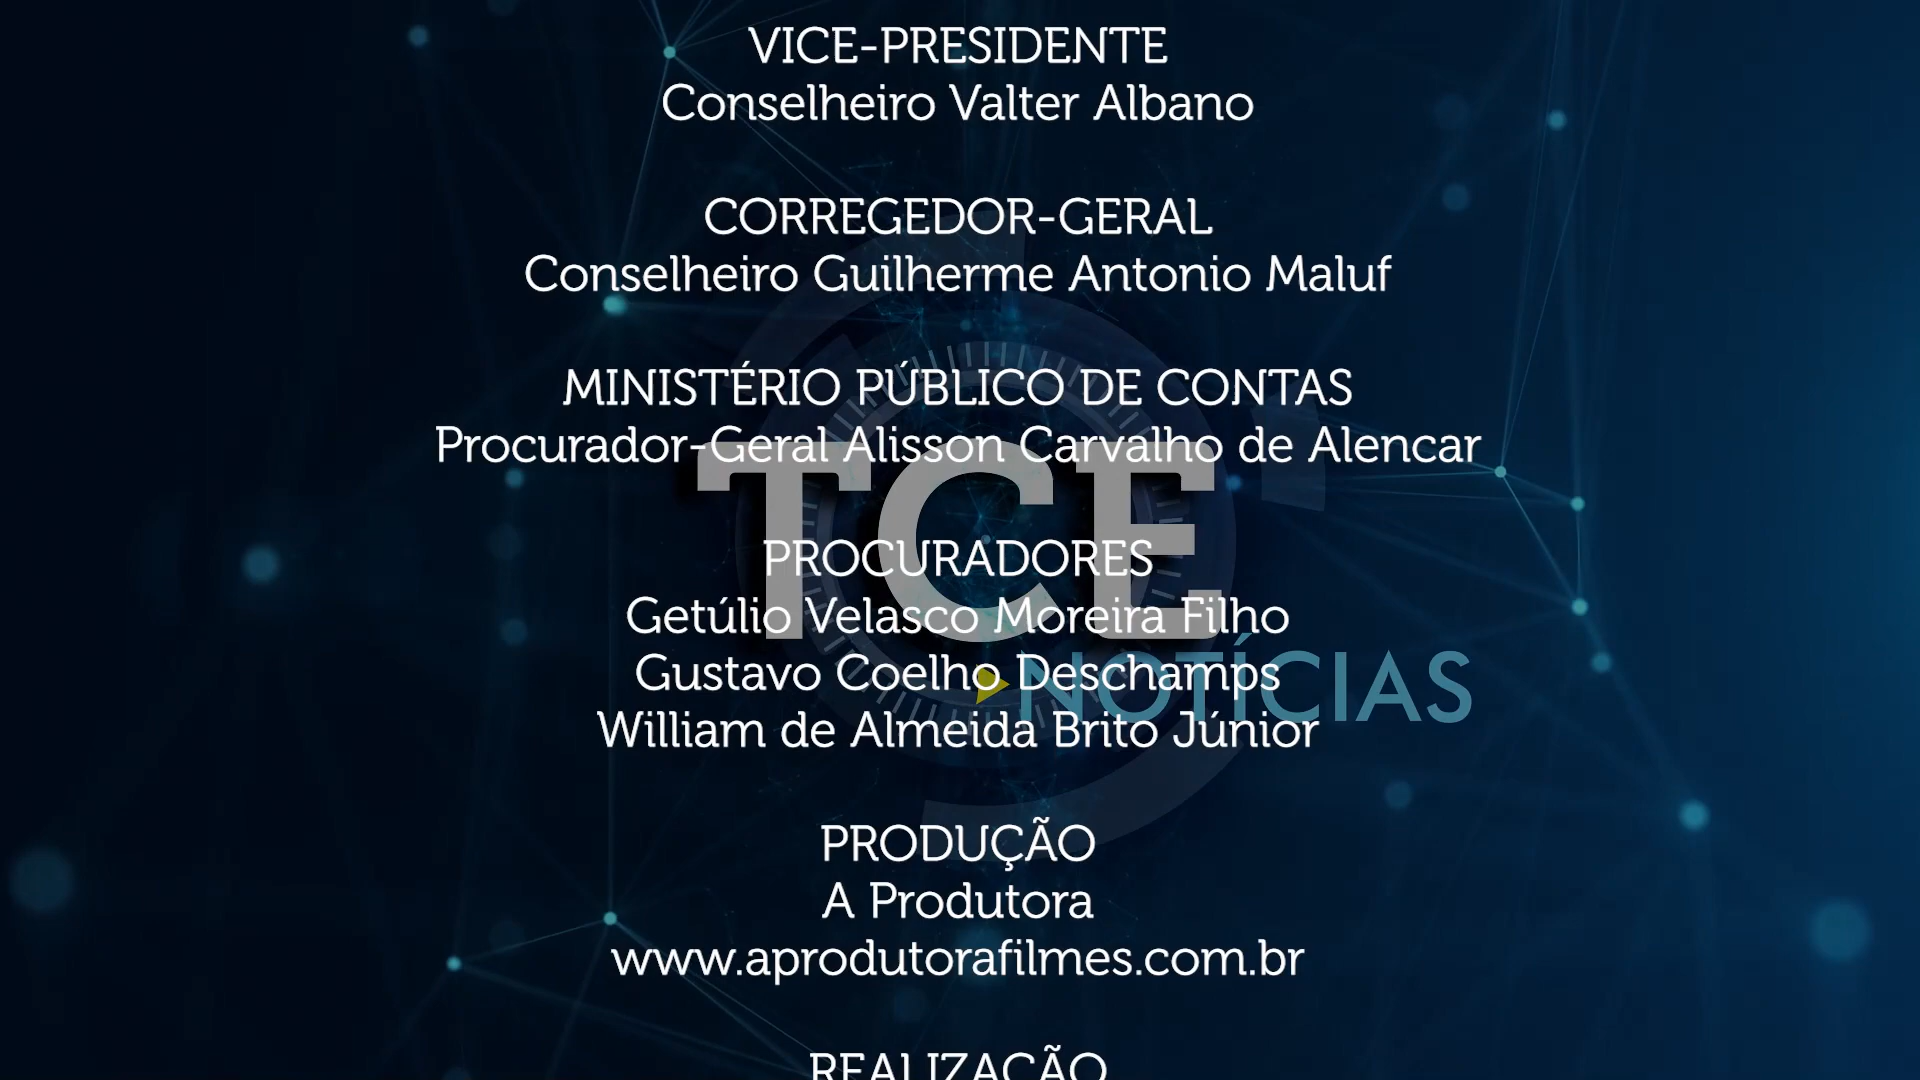 VICE-PRESIDENTE
Conselheiro Valter Albano
CORREGEDOR-GERAL
Conselheiro Guilherme Antonio Maluf
MINISTÉRIO PÚBLICO DE CONTAS
Procurador-Geral Alisson Carvalho de Alencar
TCE
PROCURADORES
Getúlio Velasco Moreira Filho
Gustavo Coelho Deschamps
NOTÍCIAS
William de Almeida Brito Júnior
PRODUÇÃO
A Produtora
www.aprodutorafilmes.com.br
REALIZAÇÃO